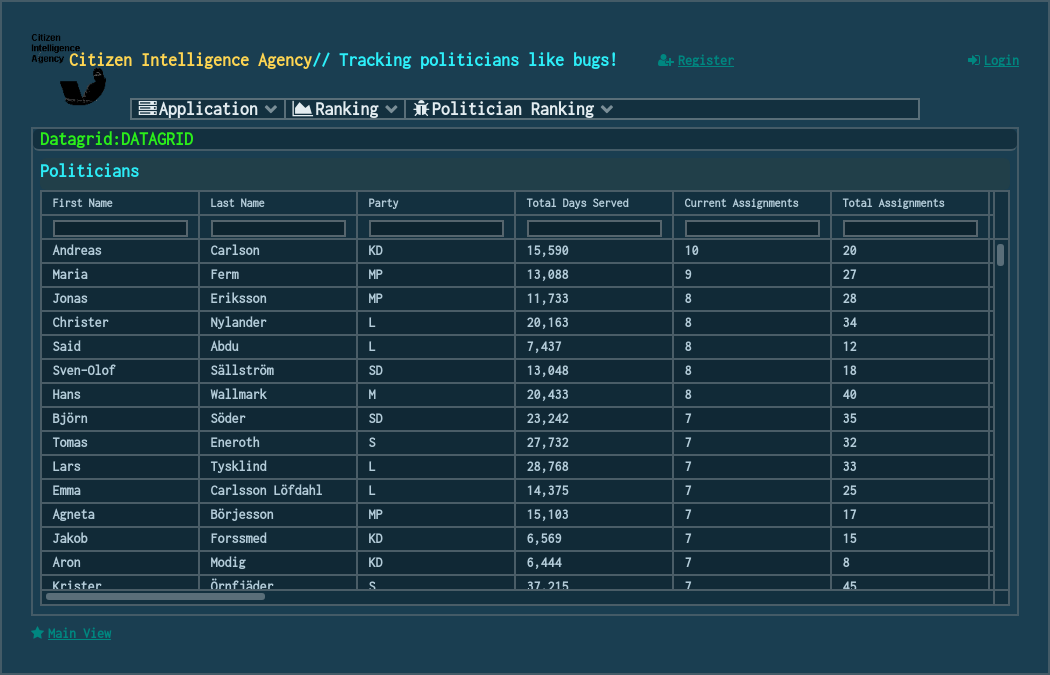 Citizen
Intelligence
Agency
Citizen Intelligence Agency// Tracking politicians like bugs!
Register
Login
Application
Ranking
Politician Ranking
Datagrid:DATAGRID
Politicians
First Name Last Name Party Total Days Served Current Assignments Total Assignments
Andreas Carlson KD 15,590 10 20
Maria Ferm MP 13,088 9 27
Jonas Eriksson MP 11,733 8 28
Christer Nylander L 20,163 8 34
Said Abdu L 7,437 8 12
Sven-Olof Sällström SD 13,048 8 18
Hans Wallmark M 20,433 8 40
Björn Söder SD 23,242 7 35
Tomas Eneroth S 27,732 7 32
Lars Tysklind L 28,768 7 33
Emma Carlsson Löfdahl L 14,375 7 25
Agneta Börjesson MP 15,103 7 17
Jakob Forssmed KD 6,569 7 15
Aron Modig KD 6,444 7 8
Krister Örnfjäder S 37,215 7 45
Main View